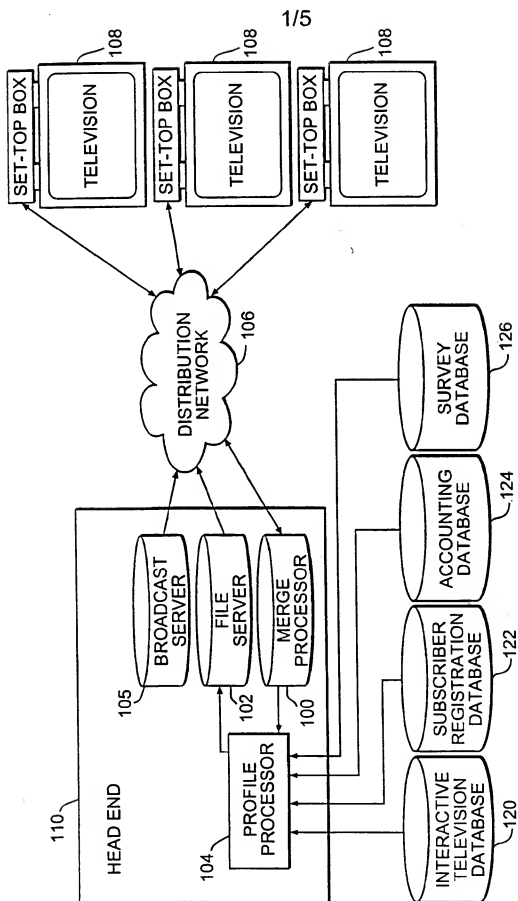 1/5
110
HEAD END
104
PROFILE
PROCESSOR
105
BROADCAST
SERVER
FILE
SERVER
102
MERGE
PROCESSOR
100
DISTRIBUTION
NETWORK
106
SET-TOP BOX
108
TELEVISION
SET-TOP BOX
108
TELEVISION
SET-TOP BOX
108
TELEVISION
INTERACTIVE
TELEVISION
DATABASE
120
SUBSCRIBER
REGISTRATION
DATABASE
122
ACCOUNTING
DATABASE
124
SURVEY
DATABASE
126